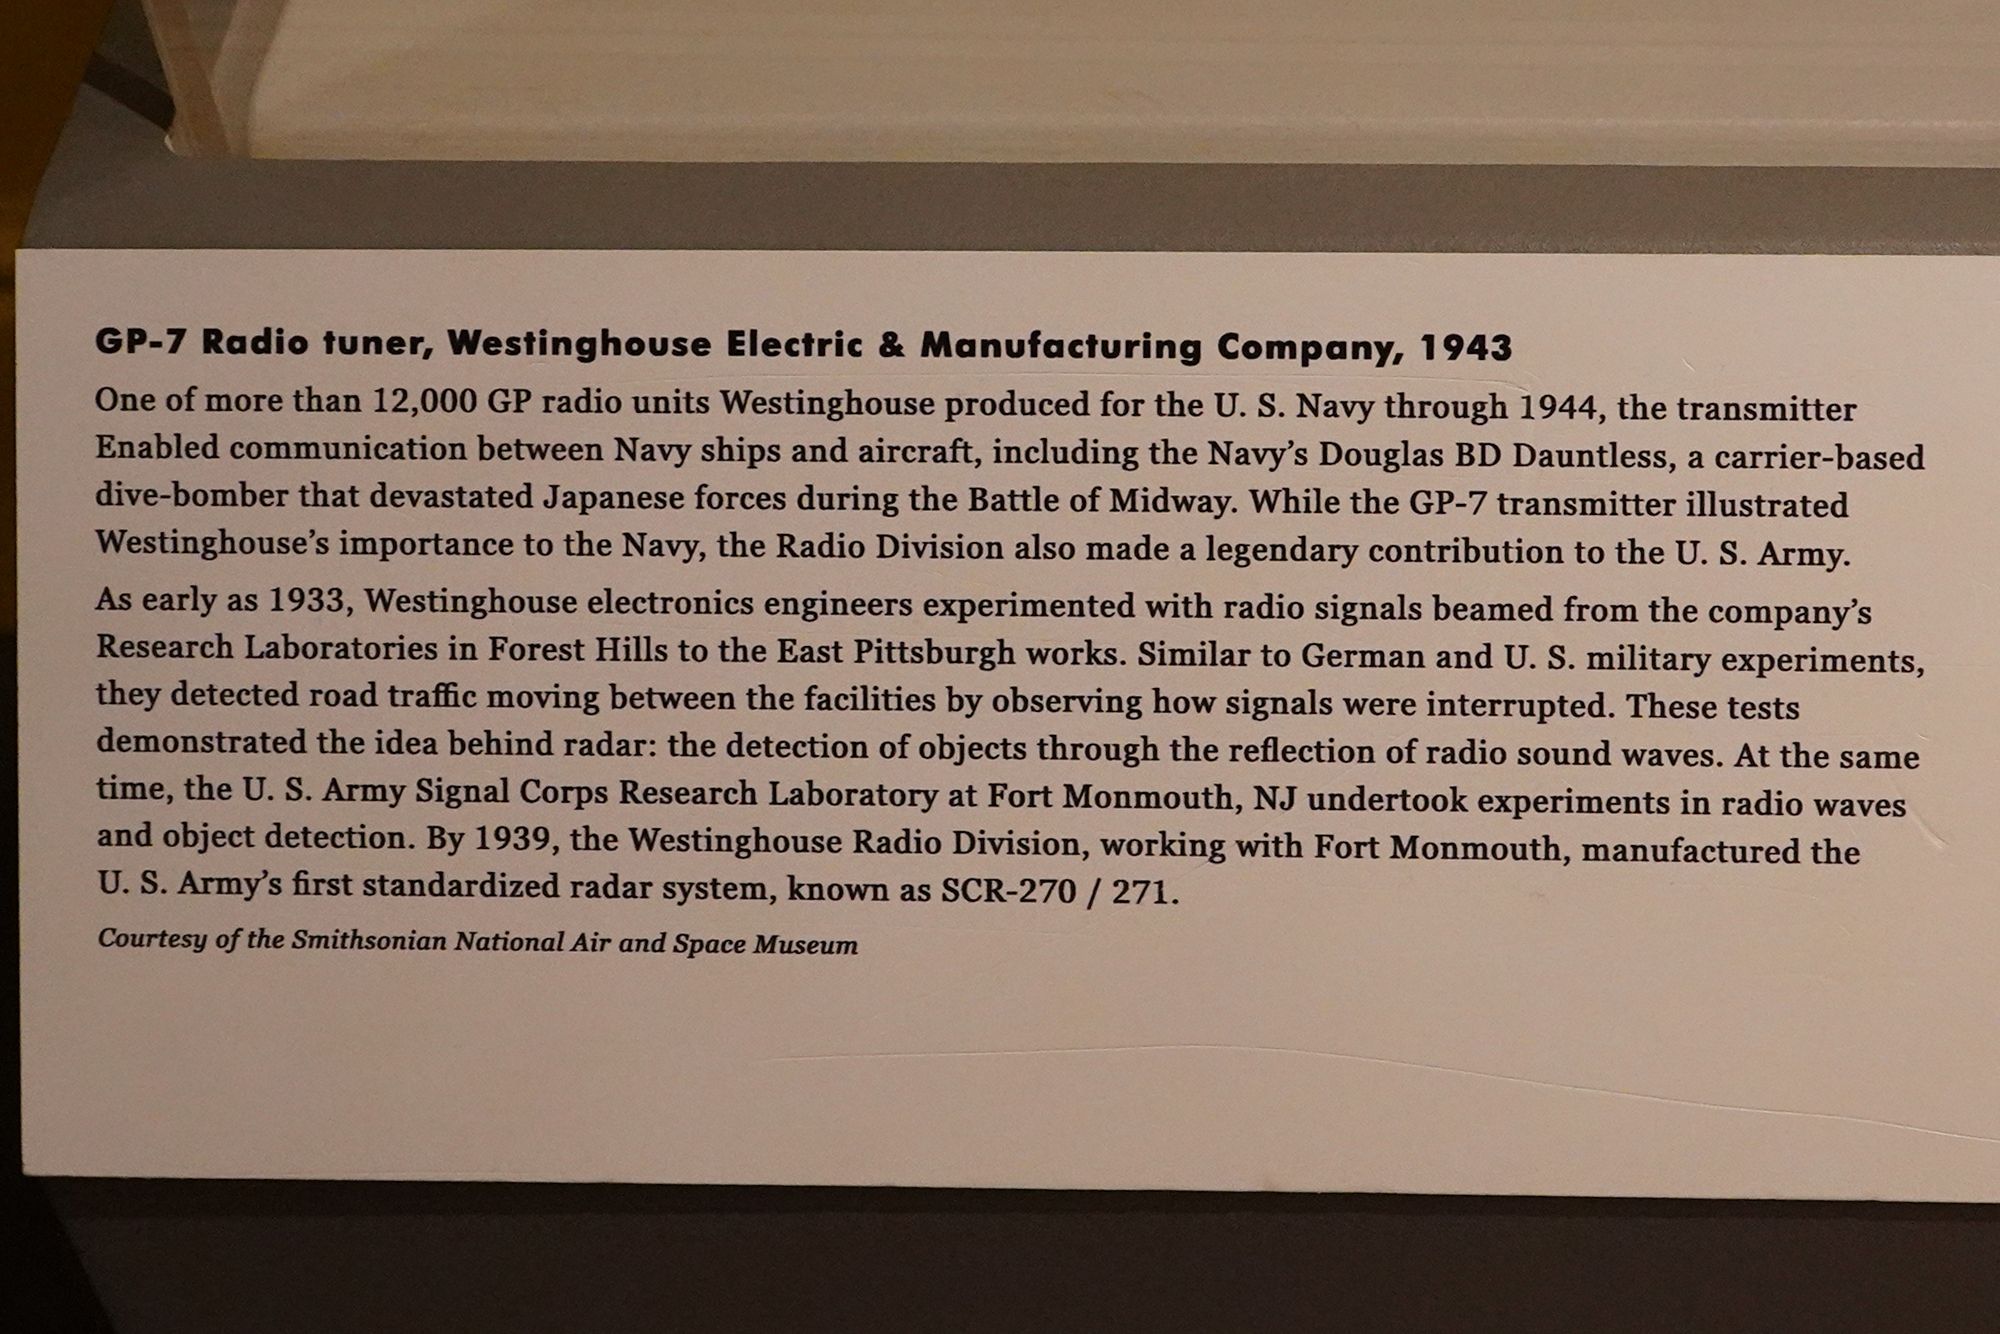 GP-7 Radio tuner, Westinghouse Electric & Manufacturing Company, 1943
One of more than 12,000 GP radio units Westinghouse produced for the U. S. Navy through 1944, the transmitter
Enabled communication between Navy ships and aircraft, including the Navy’s Douglas BD Dauntless, a carrier-based
dive-bomber that devastated Japanese forces during the Battle of Midway. While the GP-7 transmitter illustrated
Westinghouse’s importance to the Navy, the Radio Division also made a legendary contribution to the U. S. Army.
As early as 1933, Westinghouse electronics engineers experimented with radio signals beamed from the company’s
Research Laboratories in Forest Hills to the East Pittsburgh works. Similar to German and U. S. military experiments,
they detected road traffic moving between the facilities by observing how signals were interrupted. These tests
demonstrated the idea behind radar: the detection of objects through the reflection of radio sound waves. At the same
time, the U. S. Army Signal Corps Research Laboratory at Fort Monmouth, NJ undertook experiments in radio waves
and object detection. By 1939, the Westinghouse Radio Division, working with Fort Monmouth, manufactured the
U. S. Army’s first standardized radar system, known as SCR-270 / 271.
Courtesy of the Smithsonian National Air and Space Museum